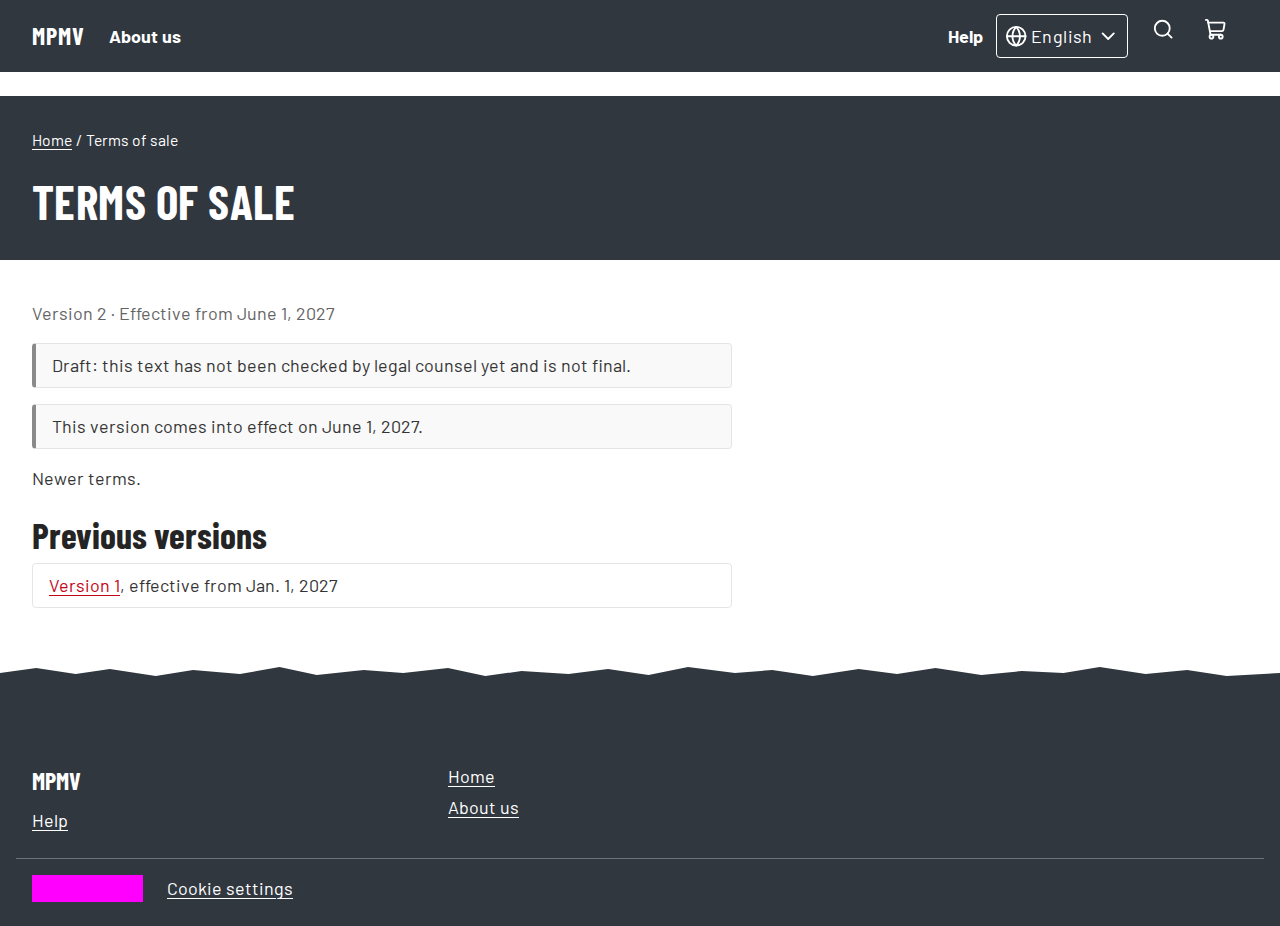 MPMV About us Help English
Home / Terms of sale
TERMS OF SALE
Version 2 · Effective from June 1, 2027
Draft: this text has not been checked by legal counsel yet and is not final.
This version comes into effect on June 1, 2027.
Newer terms.
Previous versions
Version 1, effective from Jan. 1, 2027
MPMV
Help
Home
About us
Cookie settings